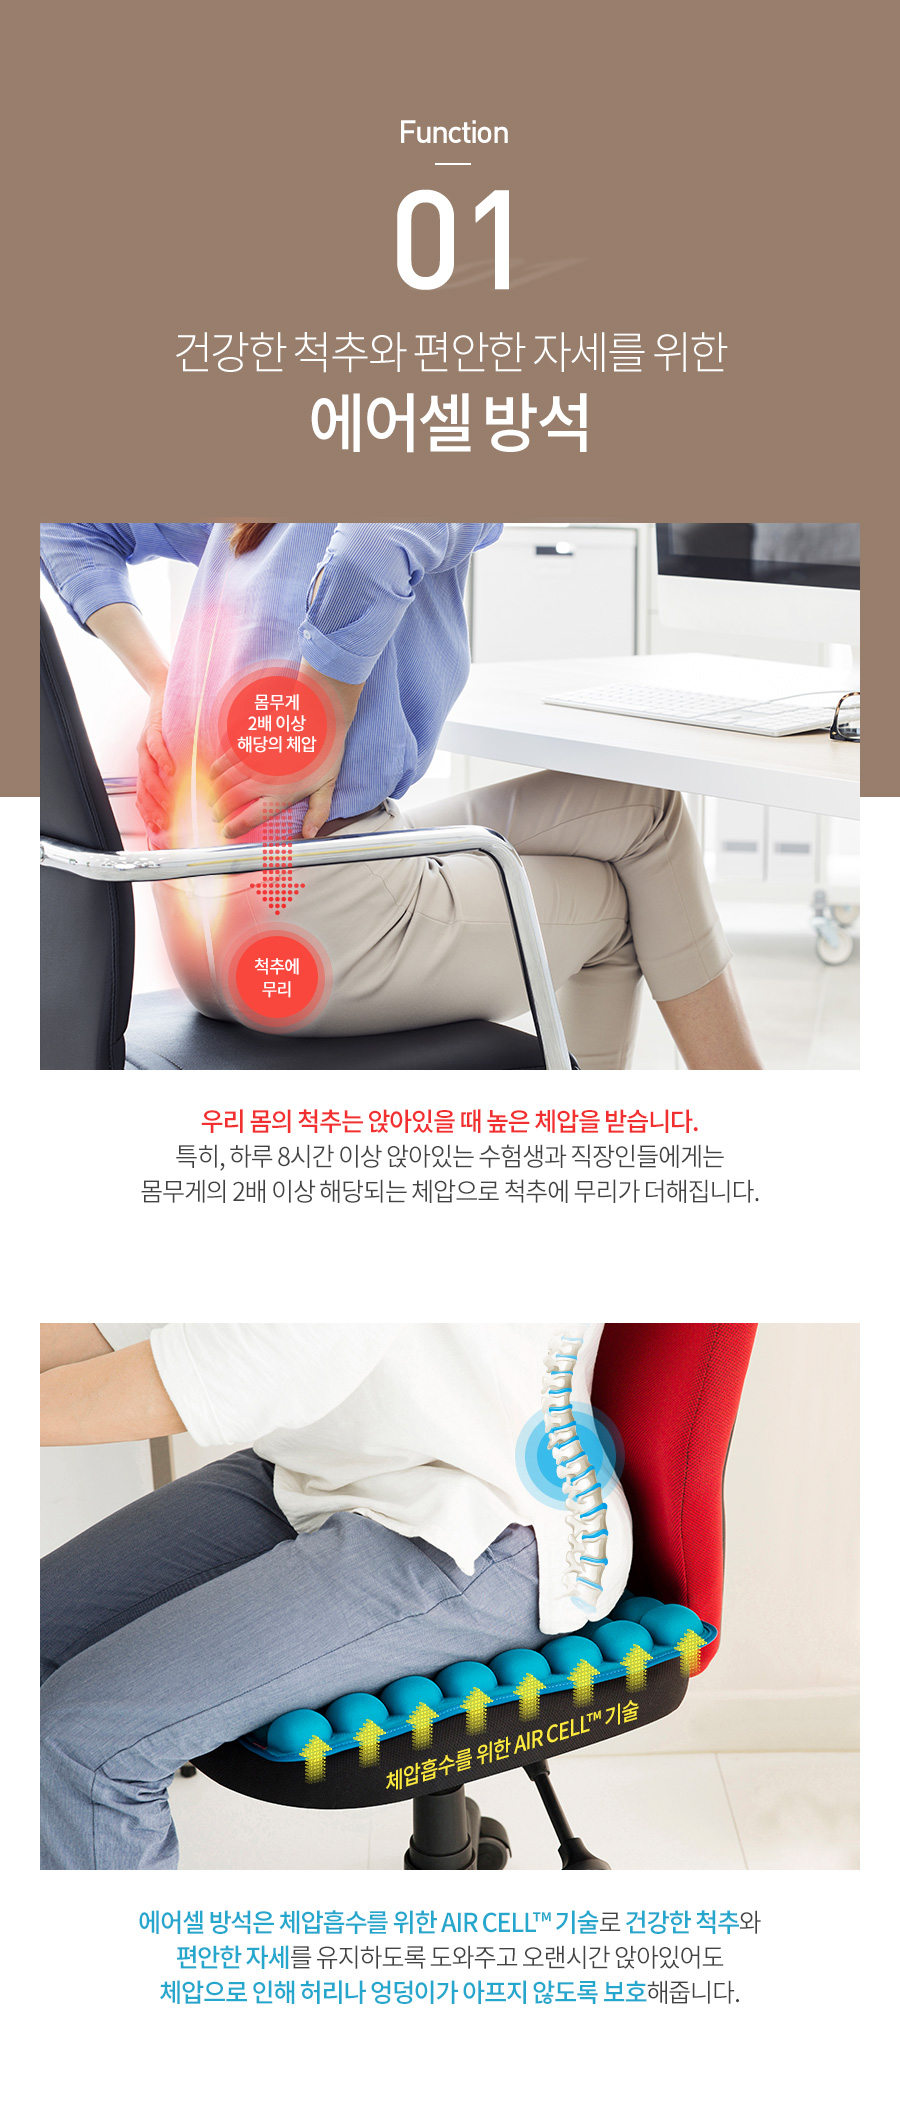 Function
01
건강한 척추와 편안한 자세를 위한
에어셀 방석
몸무게
2배 이상
해당의 체압
척추에
무리
우리 몸의 척추는 앉아있을 때 높은 체압을 받습니다.
특히, 하루 8시간 이상 앉아있는 수험생과 직장인들에게는
몸무게의 2배 이상 해당되는 체압으로 척추에 무리가 더해집니다.
체압흡수를 위한 AIR CELL™ 기술
에어셀 방석은 체압흡수를 위한 AIR CELL™ 기술로 건강한 척추와
편안한 자세를 유지하도록 도와주고 오랜시간 앉아있어도
체압으로 인해 허리나 엉덩이가 아프지 않도록 보호해줍니다.